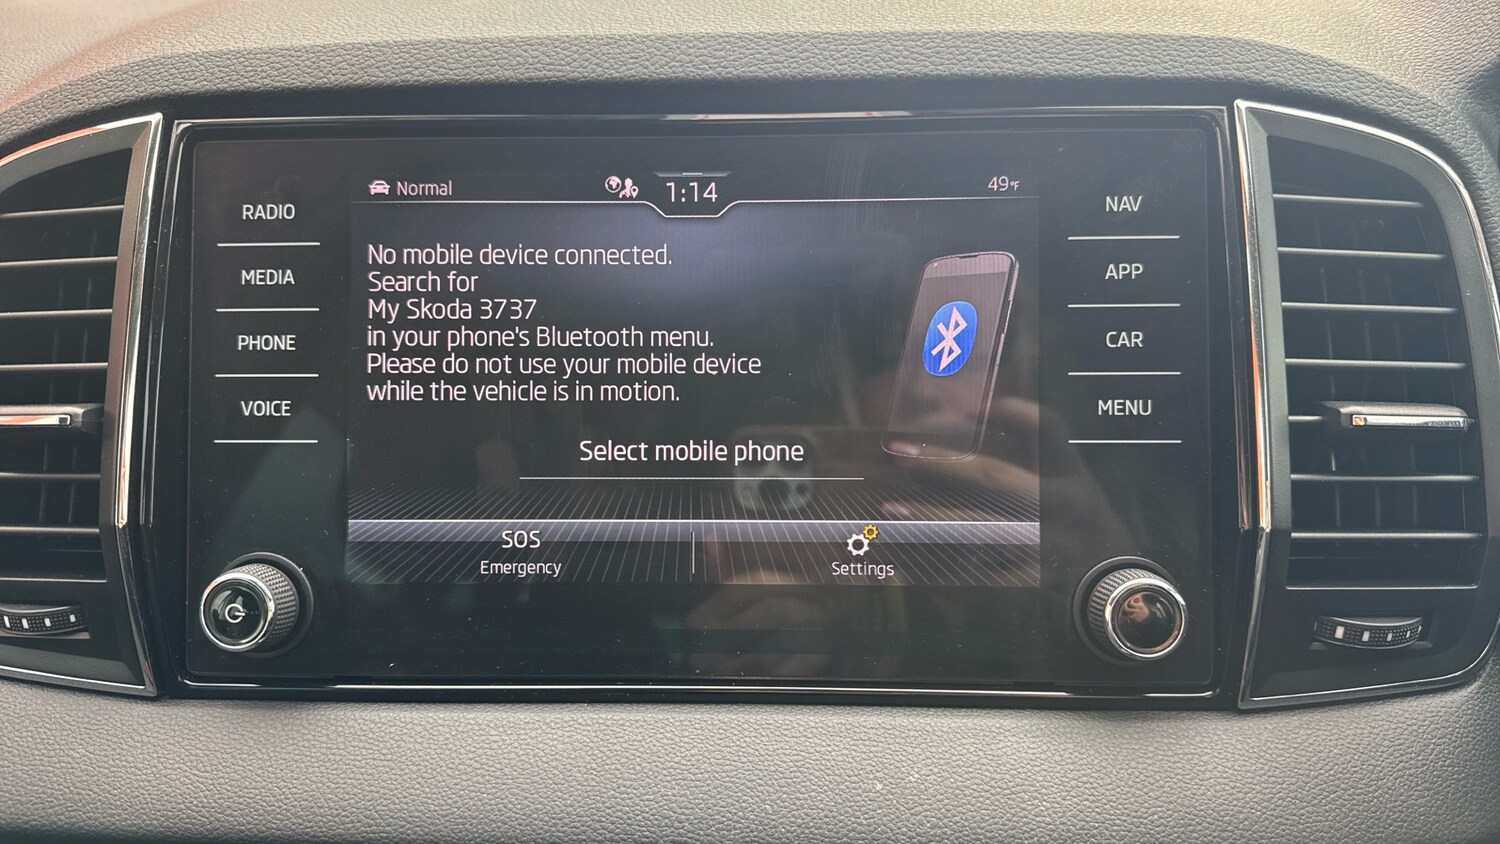 Normal
1:14
49°F
RADIO
MEDIA
PHONE
VOICE
No mobile device connected.
Search for
My Skoda 3737
in your phone's Bluetooth menu.
Please do not use your mobile device
while the vehicle is in motion.
Select mobile phone
SOS
Emergency
Settings
NAV
APP
CAR
MENU